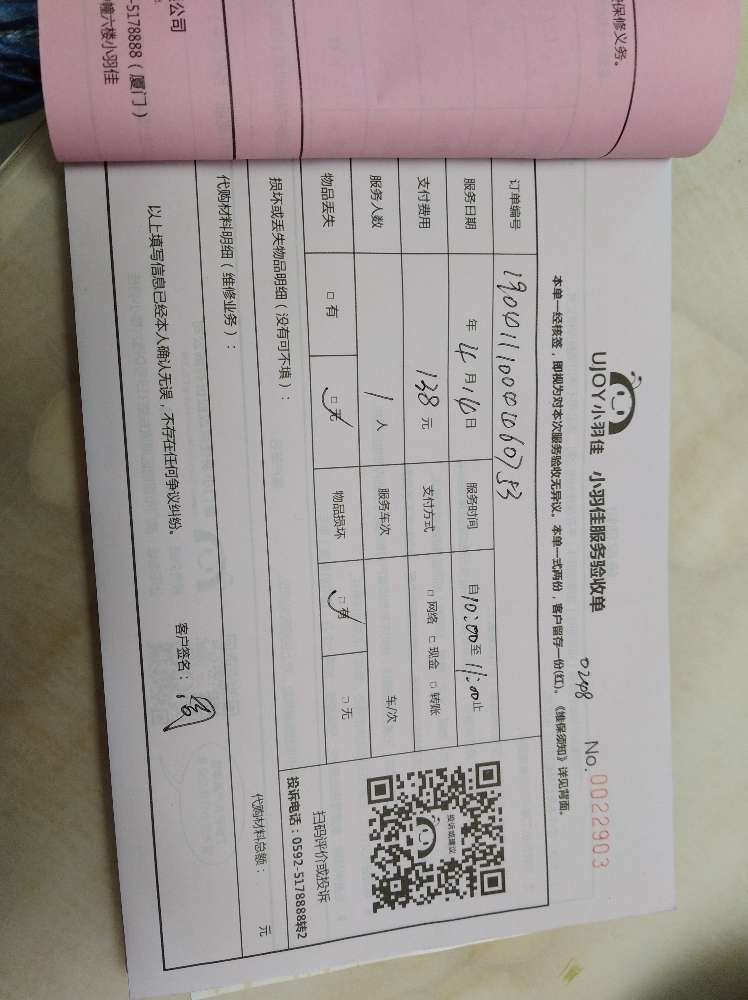 保修义务。
公司
-5178888（厦门）
幢六楼小羽佳
UJOY小羽佳 小羽佳服务验收单
0248 No.0022903
本单一经核签，即视为对本次服务验收无异议。本单一式两份，客户留存一份(红)。《维保须知》详见背面。
订单编号
服务日期 年 4 月 14 日 服务时间 自 10:00 至 11:00 止
支付费用 138 元 支付方式 □ 网络 □ 现金 □ 转账
服务人数 1 人 服务车次 车/次
物品丢失 □ 有 □ 无 物品损坏 □ 有 □ 无
投诉或建议
扫码评价或投诉
投诉电话：0592-5178888转2
损坏或丢失物品明细（没有可不填）：
代购材料明细（维修业务）： 代购材料总额： 元
以上填写信息已经本人确认无误，不存在任何争议纠纷。 客户签名：周